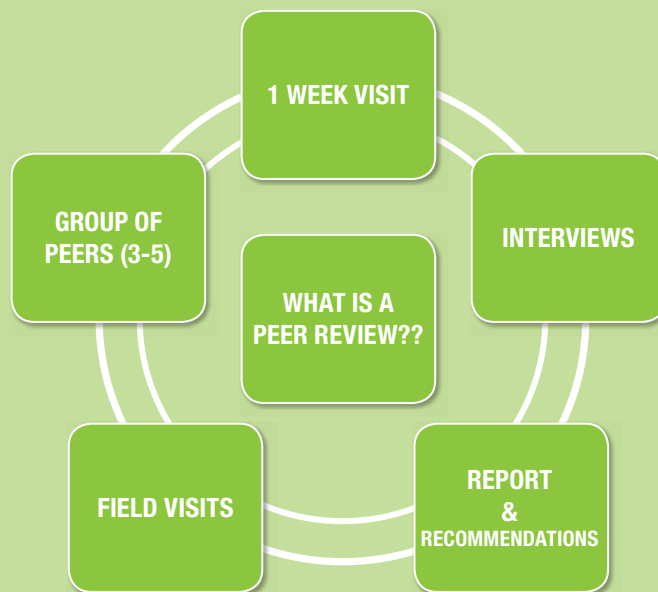 1 WEEK VISIT
GROUP OF
PEERS (3-5)
INTERVIEWS
WHAT IS A
PEER REVIEW??
FIELD VISITS
REPORT
&
RECOMMENDATIONS